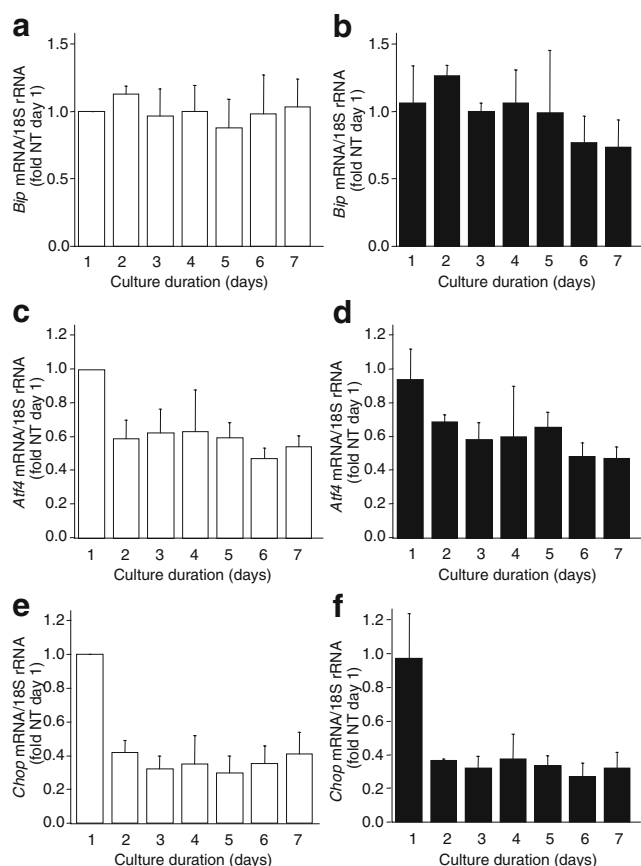 a
Bip mRNA/18S rRNA
(fold NT day 1)
1.5
1.0
0.5
0.0
1 2 3 4 5 6 7
Culture duration (days)
b
Bip mRNA/18S rRNA
(fold NT day 1)
1.5
1.0
0.5
0.0
1 2 3 4 5 6 7
Culture duration (days)
c
Atf4 mRNA/18S rRNA
(fold NT day 1)
1.2
1.0
0.8
0.6
0.4
0.2
0.0
1 2 3 4 5 6 7
Culture duration (days)
d
Atf4 mRNA/18S rRNA
(fold NT day 1)
1.2
1.0
0.8
0.6
0.4
0.2
0.0
1 2 3 4 5 6 7
Culture duration (days)
e
Chop mRNA/18S rRNA
(fold NT day 1)
1.2
1.0
0.8
0.6
0.4
0.2
0.0
1 2 3 4 5 6 7
Culture duration (days)
f
Chop mRNA/18S rRNA
(fold NT day 1)
1.2
1.0
0.8
0.6
0.4
0.2
0.0
1 2 3 4 5 6 7
Culture duration (days)